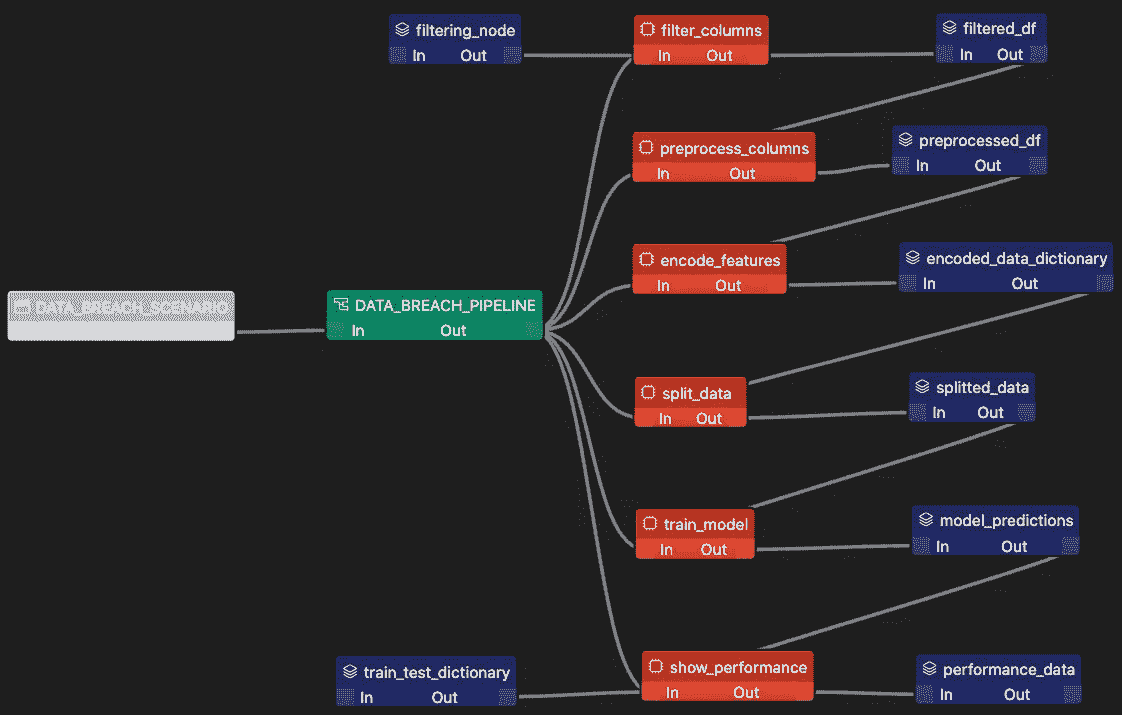 filtering_node
In Out
filter_columns
In Out
filtered_df
In Out
preprocess_columns
In Out
preprocessed_df
In Out
encode_features
In Out
encoded_data_dictionary
In Out
DATA_BREACH_SCENARIO
DATA_BREACH_PIPELINE
In Out
split_data
In Out
splitted_data
In Out
train_model
In Out
model_predictions
In Out
train_test_dictionary
In Out
show_performance
In Out
performance_data
In Out